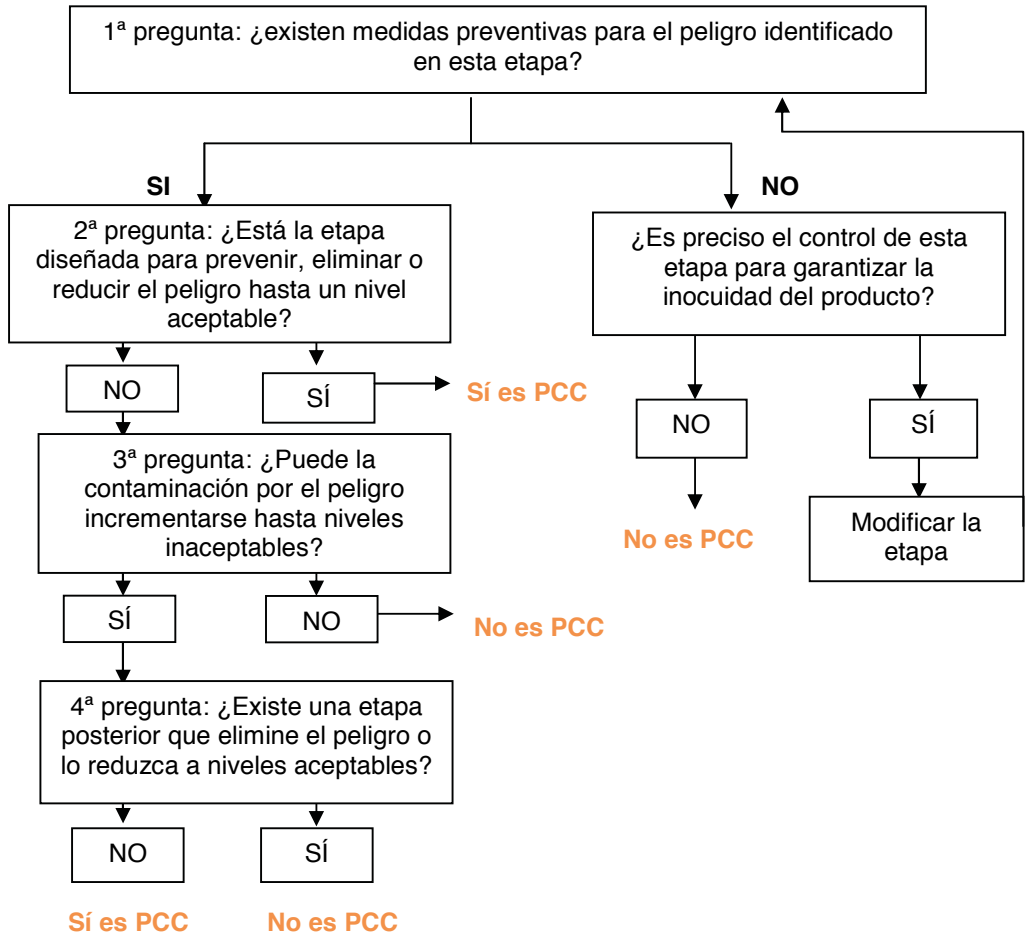 1ª pregunta: ¿existen medidas preventivas para el peligro identificado
en esta etapa?
SI
NO
2ª pregunta: ¿Está la etapa
diseñada para prevenir, eliminar o
reducir el peligro hasta un nivel
aceptable?
¿Es preciso el control de esta
etapa para garantizar la
inocuidad del producto?
NO
SÍ
Sí es PCC
NO
SÍ
3ª pregunta: ¿Puede la
contaminación por el peligro
incrementarse hasta niveles
inaceptables?
No es PCC
Modificar la
etapa
SÍ
NO
No es PCC
4ª pregunta: ¿Existe una etapa
posterior que elimine el peligro o
lo reduzca a niveles aceptables?
NO
SÍ
Sí es PCC
No es PCC